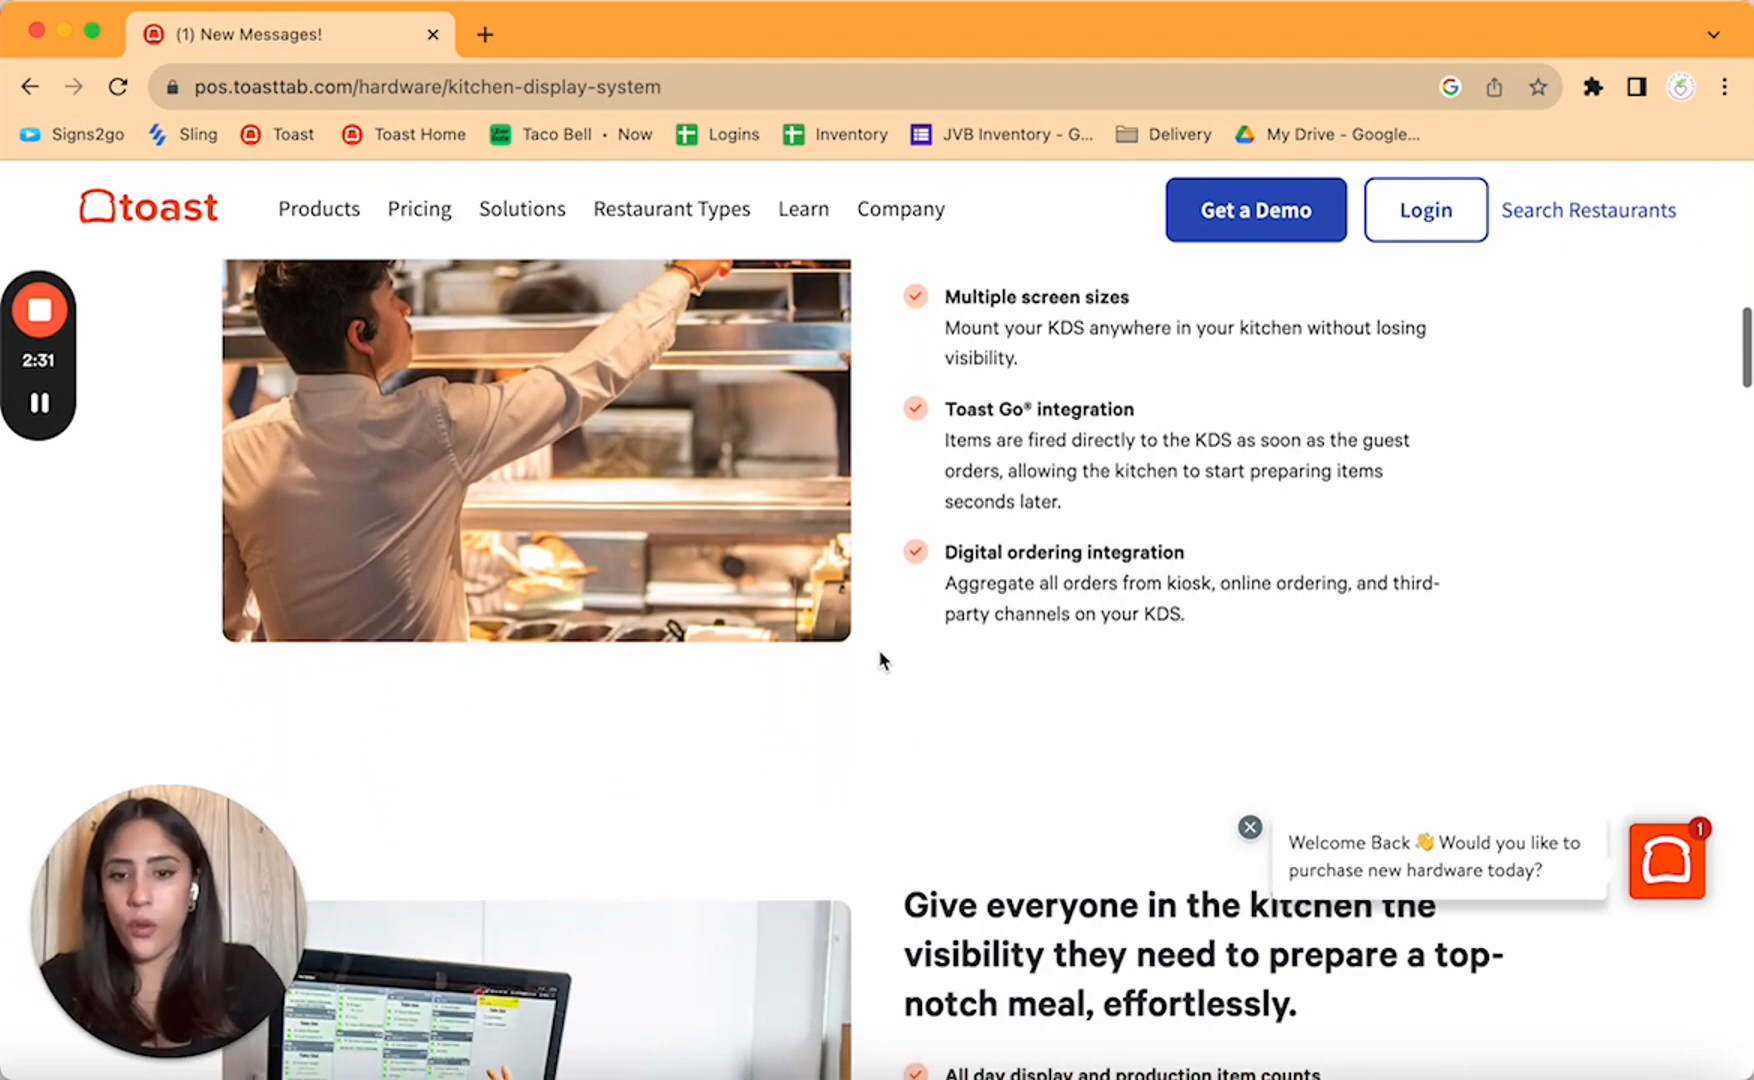 (1) New Messages!
pos.toasttab.com/hardware/kitchen-display-system
Signs2go
Sling
Toast
Toast Home
Taco Bell • Now
Logins
Inventory
JVB Inventory - G...
Delivery
My Drive - Google...
toast
Products
Pricing
Solutions
Restaurant Types
Learn
Company
Get a Demo
Login
Search Restaurants
2:31
Multiple screen sizes
Mount your KDS anywhere in your kitchen without losing
visibility.
Toast Go® integration
Items are fired directly to the KDS as soon as the guest
orders, allowing the kitchen to start preparing items
seconds later.
Digital ordering integration
Aggregate all orders from kiosk, online ordering, and third-
party channels on your KDS.
Welcome Back 👋 Would you like to
purchase new hardware today?
1
Give everyone in the kitchen the
visibility they need to prepare a top-
notch meal, effortlessly.
All day display and production item counts